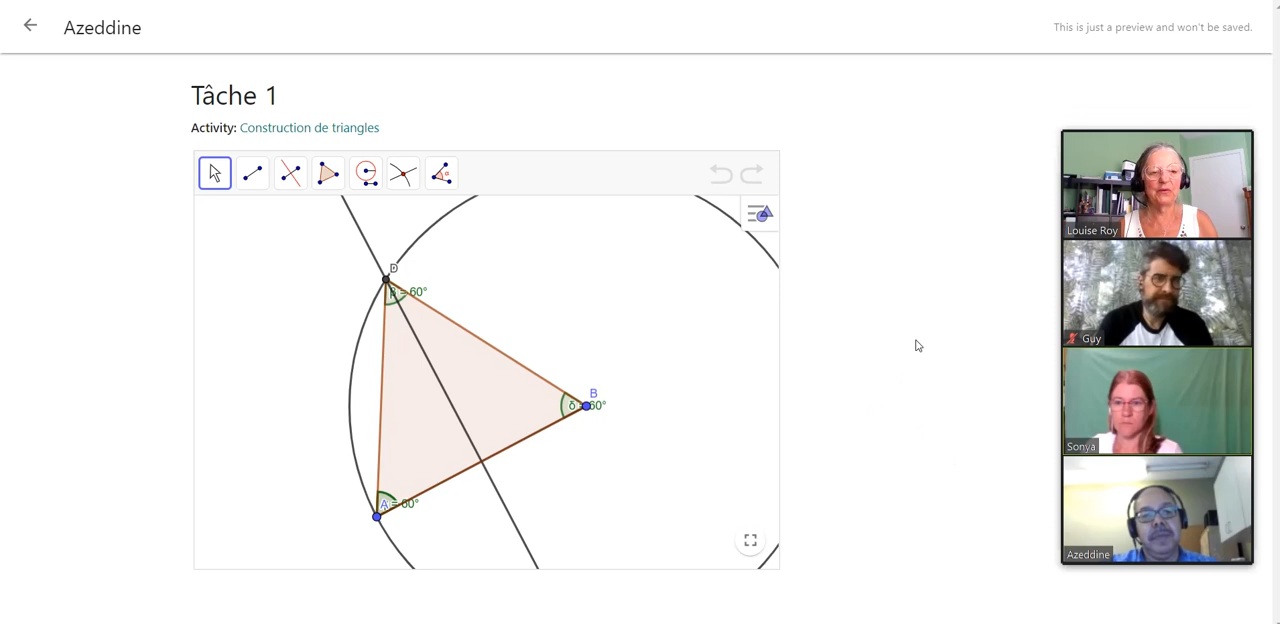 Azeddine
This is just a preview and won't be saved.
Tâche 1
Activity: Construction de triangles
D
= 60°
B
δ = 60°
A = 60°
Louise Roy
Guy
Sonya
Azeddine